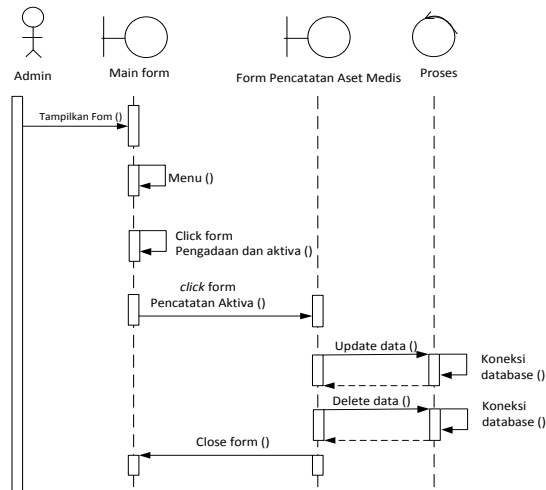 Admin
Main form
Form Pencatatan Aset Medis
Proses
Tampilkan Fom ()
Menu ()
Click form
Pengadaan dan aktiva ()
click form
Pencatatan Aktiva ()
Update data ()
Koneksi
database ()
Delete data ()
Koneksi
database ()
Close form ()